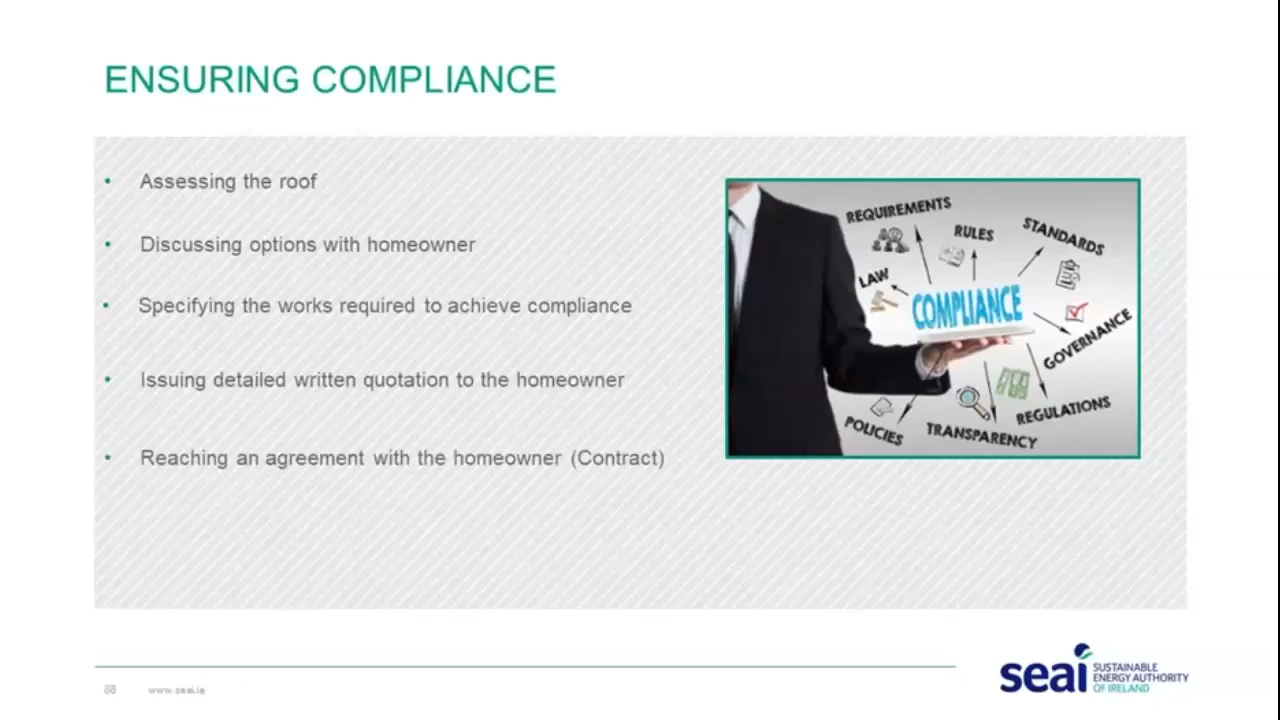 ENSURING COMPLIANCE
• Assessing the roof
• Discussing options with homeowner
• Specifying the works required to achieve compliance
• Issuing detailed written quotation to the homeowner
• Reaching an agreement with the homeowner (Contract)
REQUIREMENTS
RULES
STANDARDS
LAW
COMPLIANCE
GOVERNANCE
REGULATIONS
POLICIES
TRANSPARENCY
www.seai.ie
seai
SUSTAINABLE
ENERGY AUTHORITY
OF IRELAND